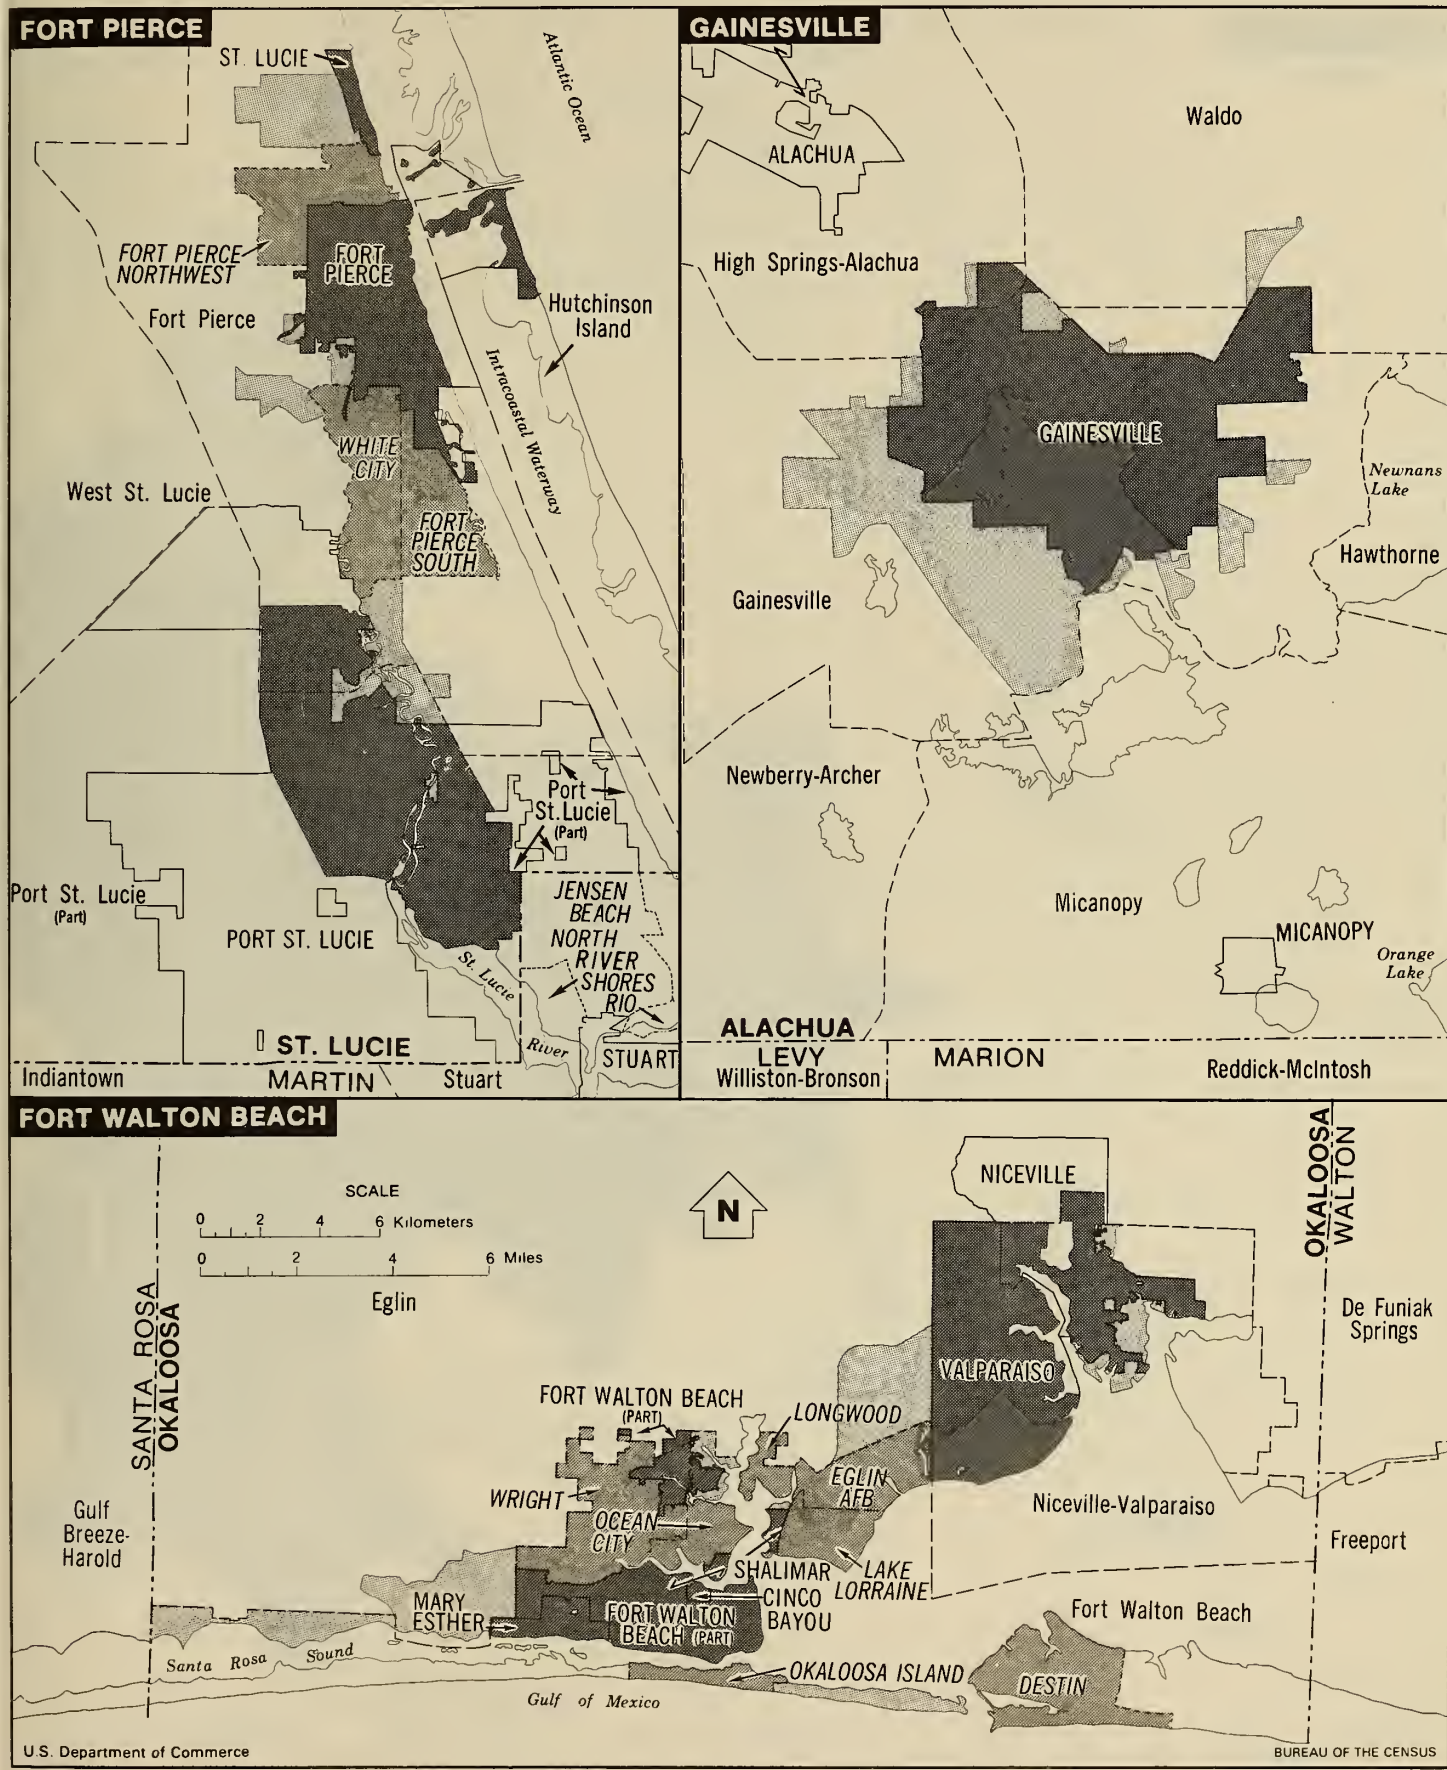 FORT PIERCE
ST. LUCIE
Atlantic Ocean
FORT PIERCE
NORTHWEST
FORT
PIERCE
Fort Pierce
Hutchinson
Island
Intracoastal Waterway
WHITE
CITY
West St. Lucie
FORT
PIERCE
SOUTH
Port
St. Lucie
(Part)
Port St. Lucie
(Part)
JENSEN
BEACH
NORTH
RIVER
SHORES
RIO
PORT ST. LUCIE
St. Lucie
River
ST. LUCIE
STUART
Indiantown
MARTIN
Stuart
GAINESVILLE
Waldo
ALACHUA
High Springs-Alachua
GAINESVILLE
Newnans
Lake
Hawthorne
Gainesville
Newberry-Archer
Micanopy
MICANOPY
Orange
Lake
ALACHUA
LEVY
MARION
Williston-Bronson
Reddick-McIntosh
FORT WALTON BEACH
OKALOOSA
WALTON
NICEVILLE
SCALE
0 2 4 6 Kilometers
0 2 4 6 Miles
N
Eglin
SANTA ROSA
OKALOOSA
De Funiak
Springs
VALPARAISO
FORT WALTON BEACH
(PART)
LONGWOOD
EGLIN
AFB
WRIGHT
Niceville-Valparaiso
Gulf
Breeze-
Harold
OCEAN
CITY
Freeport
SHALIMAR
LAKE
LORRAINE
CINCO
BAYOU
MARY
ESTHER
FORT WALTON
BEACH (PART)
Fort Walton Beach
Santa Rosa Sound
OKALOOSA ISLAND
DESTIN
Gulf of Mexico
U.S. Department of Commerce
BUREAU OF THE CENSUS